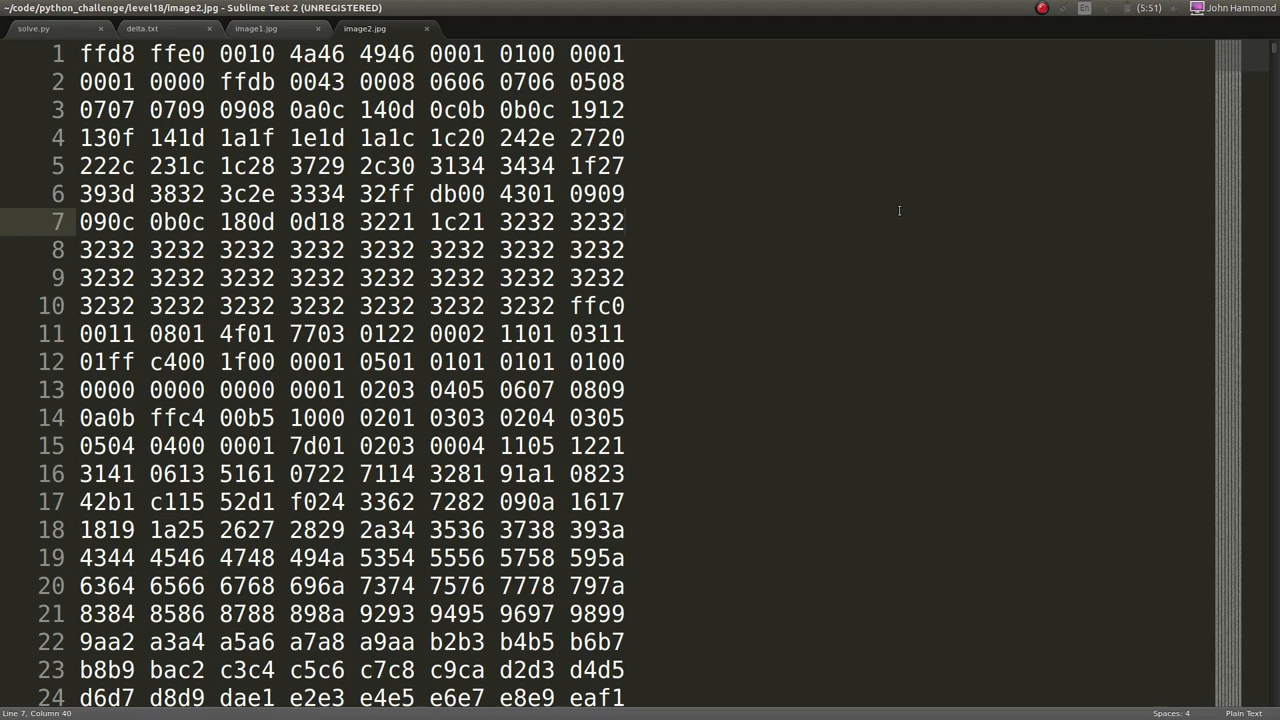 ~/code/python_challenge/level18/image2.jpg - Sublime Text 2 (UNREGISTERED)
En
(5:51)
John Hammond
solve.py × delta.txt × image1.jpg × image2.jpg ×
1 ffd8 ffe0 0010 4a46 4946 0001 0100 0001
2 0001 0000 ffdb 0043 0008 0606 0706 0508
3 0707 0709 0908 0a0c 140d 0c0b 0b0c 1912
4 130f 141d 1a1f 1e1d 1a1c 1c20 242e 2720
5 222c 231c 1c28 3729 2c30 3134 3434 1f27
6 393d 3832 3c2e 3334 32ff db00 4301 0909
7 090c 0b0c 180d 0d18 3221 1c21 3232 3232
8 3232 3232 3232 3232 3232 3232 3232 3232
9 3232 3232 3232 3232 3232 3232 3232 3232
10 3232 3232 3232 3232 3232 3232 3232 ffc0
11 0011 0801 4f01 7703 0122 0002 1101 0311
12 01ff c400 1f00 0001 0501 0101 0101 0100
13 0000 0000 0000 0001 0203 0405 0607 0809
14 0a0b ffc4 00b5 1000 0201 0303 0204 0305
15 0504 0400 0001 7d01 0203 0004 1105 1221
16 3141 0613 5161 0722 7114 3281 91a1 0823
17 42b1 c115 52d1 f024 3362 7282 090a 1617
18 1819 1a25 2627 2829 2a34 3536 3738 393a
19 4344 4546 4748 494a 5354 5556 5758 595a
20 6364 6566 6768 696a 7374 7576 7778 797a
21 8384 8586 8788 898a 9293 9495 9697 9899
22 9aa2 a3a4 a5a6 a7a8 a9aa b2b3 b4b5 b6b7
23 b8b9 bac2 c3c4 c5c6 c7c8 c9ca d2d3 d4d5
24 d6d7 d8d9 dae1 e2e3 e4e5 e6e7 e8e9 eaf1
Line 7, Column 40
Spaces: 4
Plain Text